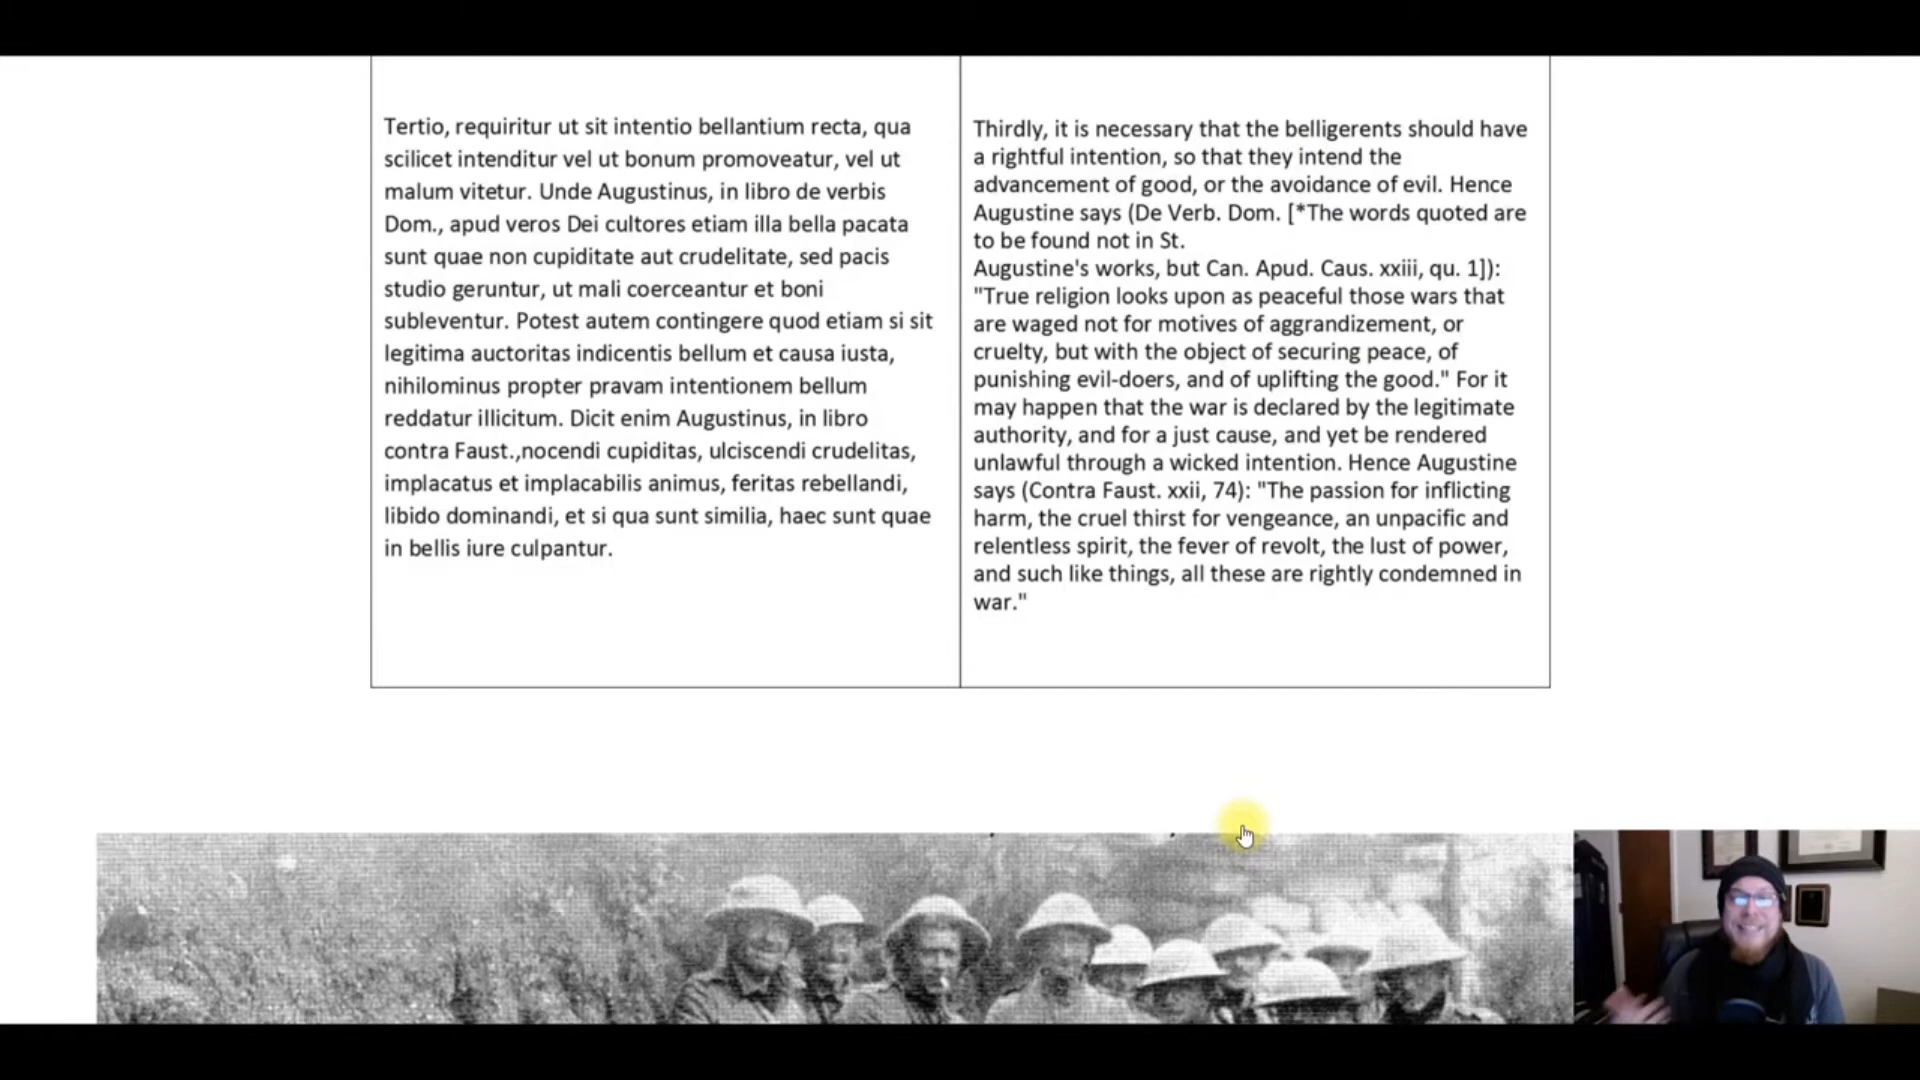 Tertio, requiritur ut sit intentio bellantium recta, qua
scilicet intenditur vel ut bonum promoveatur, vel ut
malum vitetur. Unde Augustinus, in libro de verbis
Dom., apud veros Dei cultores etiam illa bella pacata
sunt quae non cupiditate aut crudelitate, sed pacis
studio geruntur, ut mali coerceantur et boni
subleventur. Potest autem contingere quod etiam si sit
legitima auctoritas indicentis bellum et causa iusta,
nihilominus propter pravam intentionem bellum
reddatur illicitum. Dicit enim Augustinus, in libro
contra Faust.,nocendi cupiditas, ulciscendi crudelitas,
implacatus et implacabilis animus, feritas rebellandi,
libido dominandi, et si qua sunt similia, haec sunt quae
in bellis iure culpantur.
Thirdly, it is necessary that the belligerents should have
a rightful intention, so that they intend the
advancement of good, or the avoidance of evil. Hence
Augustine says (De Verb. Dom. [*The words quoted are
to be found not in St.
Augustine's works, but Can. Apud. Caus. xxiii, qu. 1]):
"True religion looks upon as peaceful those wars that
are waged not for motives of aggrandizement, or
cruelty, but with the object of securing peace, of
punishing evil-doers, and of uplifting the good." For it
may happen that the war is declared by the legitimate
authority, and for a just cause, and yet be rendered
unlawful through a wicked intention. Hence Augustine
says (Contra Faust. xxii, 74): "The passion for inflicting
harm, the cruel thirst for vengeance, an unpacific and
relentless spirit, the fever of revolt, the lust of power,
and such like things, all these are rightly condemned in
war."